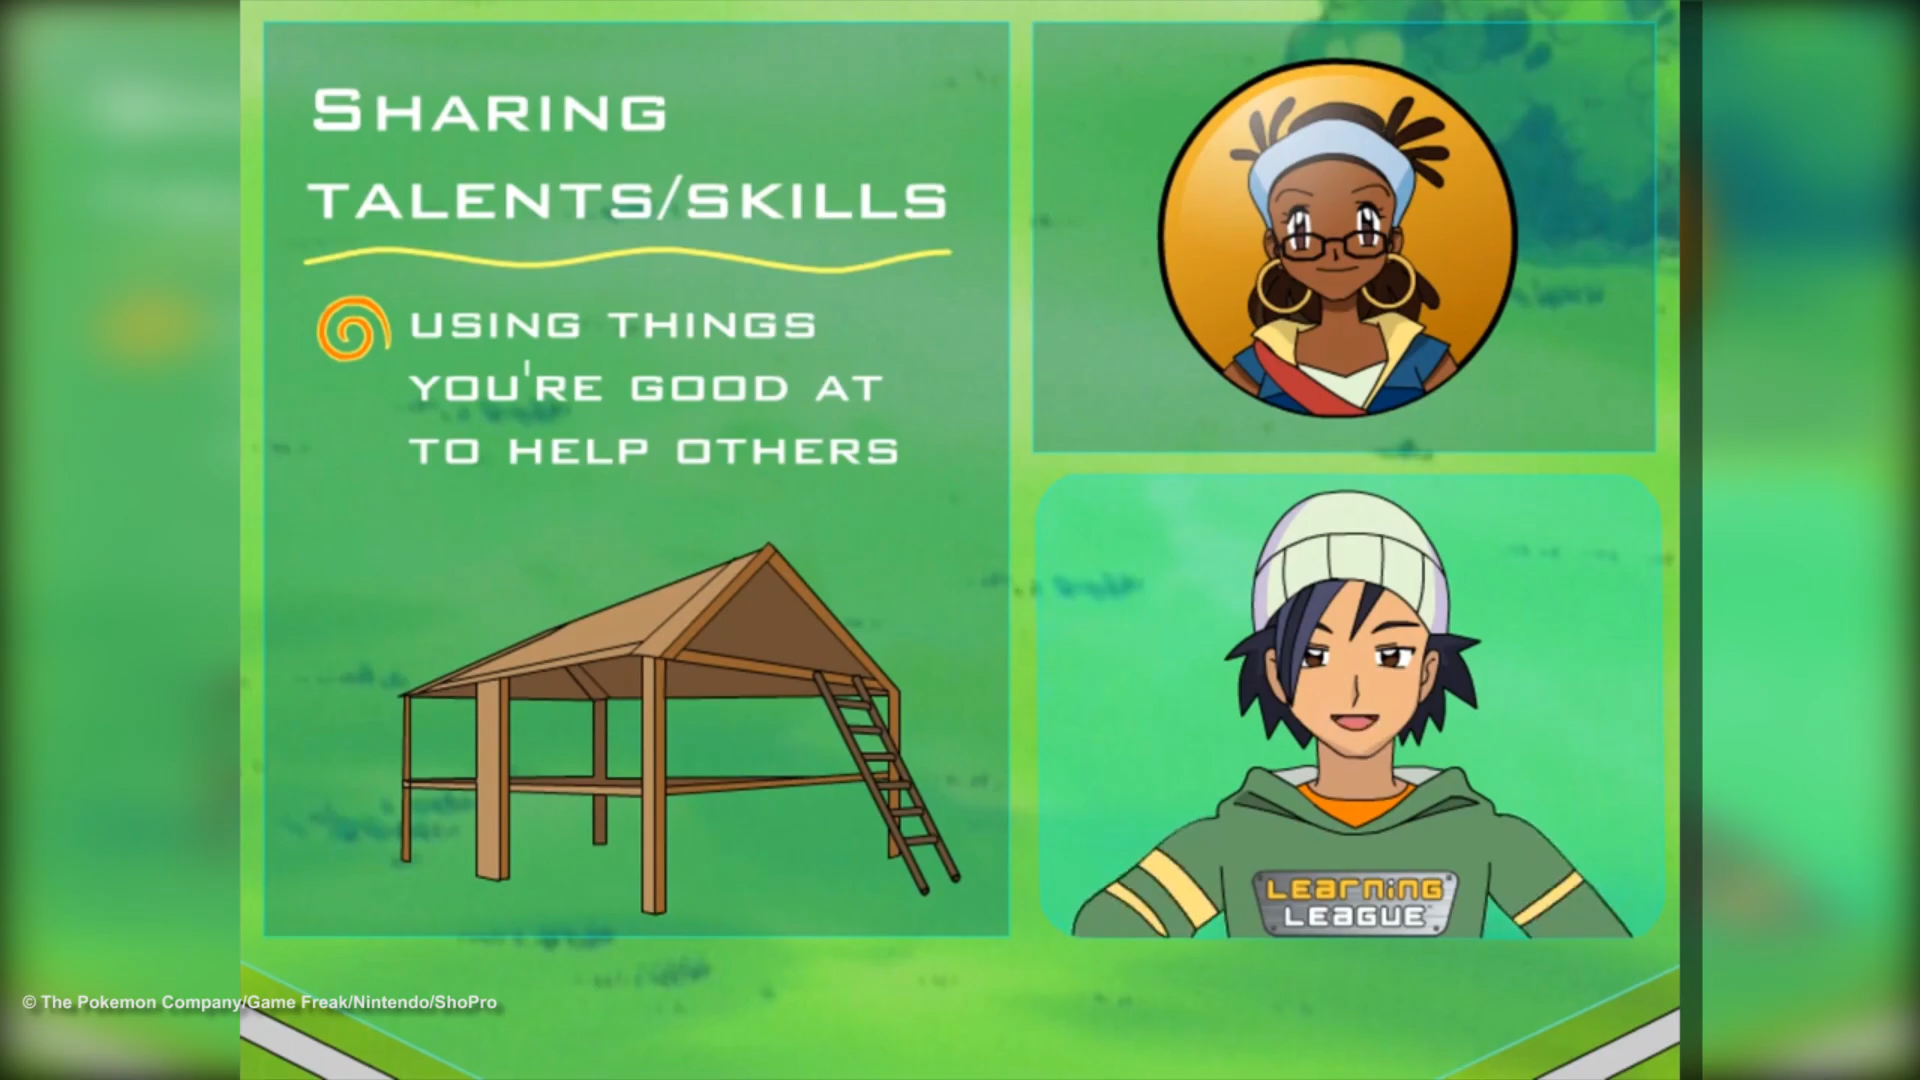 SHARING
TALENTS/SKILLS
USING THINGS
YOU'RE GOOD AT
TO HELP OTHERS
LEARNING
LEAGUE
© The Pokemon Company/Game Freak/Nintendo/ShoPro